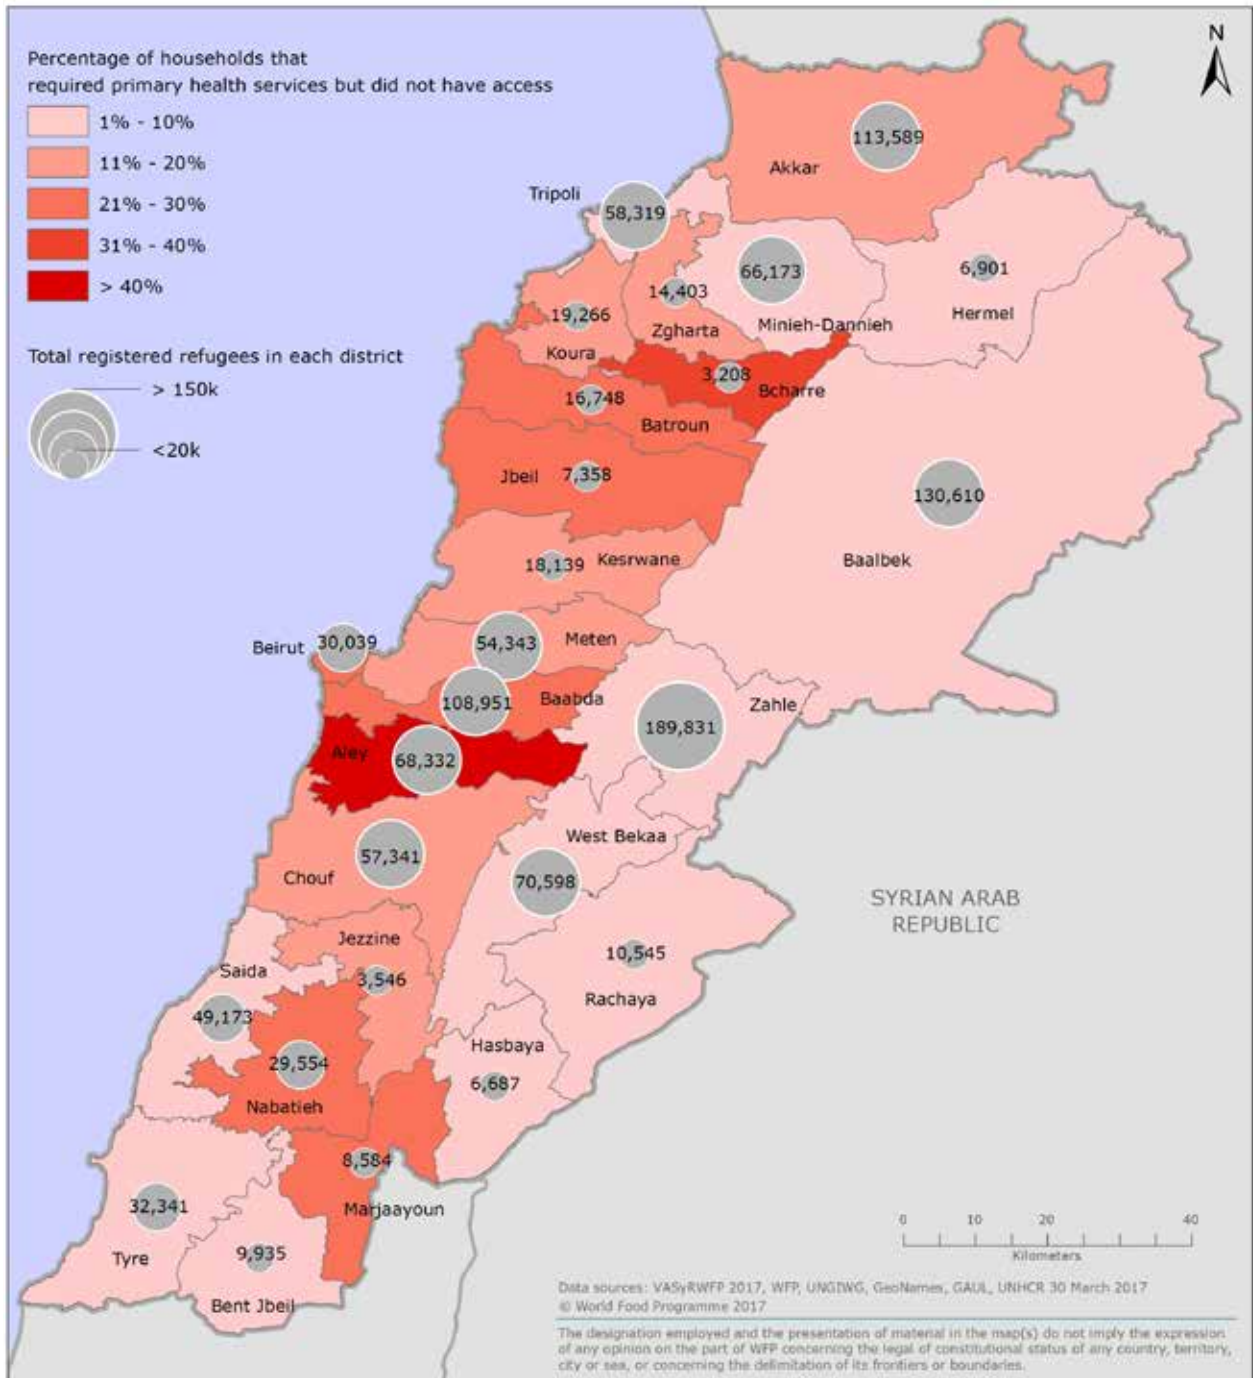 Percentage of households that
required primary health services but did not have access
1% - 10%
11% - 20%
21% - 30%
31% - 40%
> 40%
Total registered refugees in each district
> 150k
<20k
N
113,589
Akkar
Tripoli
58,319
66,173
6,901
14,403
Hermel
19,266
Zgharta
Minieh-Dannieh
Koura
3,208
Bcharre
16,748
Batroun
Jbeil
7,358
130,610
18,139
Kesrwane
Baalbek
Beirut
30,039
54,343
Meten
108,951
Baabda
Zahle
189,831
Aley
68,332
West Bekaa
57,341
Chouf
70,598
SYRIAN ARAB
REPUBLIC
Jezzine
10,545
Saida
3,546
Rachaya
49,173
Hasbaya
29,554
6,687
Nabatieh
8,584
32,341
Marjaayoun
9,935
Tyre
Bent Jbeil
0 10 20 40
Kilometers
Data sources: VASyRWFP 2017, WFP, UNGIWG, GeoNames, GAUL, UNHCR 30 March 2017
© World Food Programme 2017
The designation employed and the presentation of material in the map(s) do not imply the expression
of any opinion on the part of WFP concerning the legal of constitutional status of any country, territory,
city or sea, or concerning the delimitation of its frontiers or boundaries.